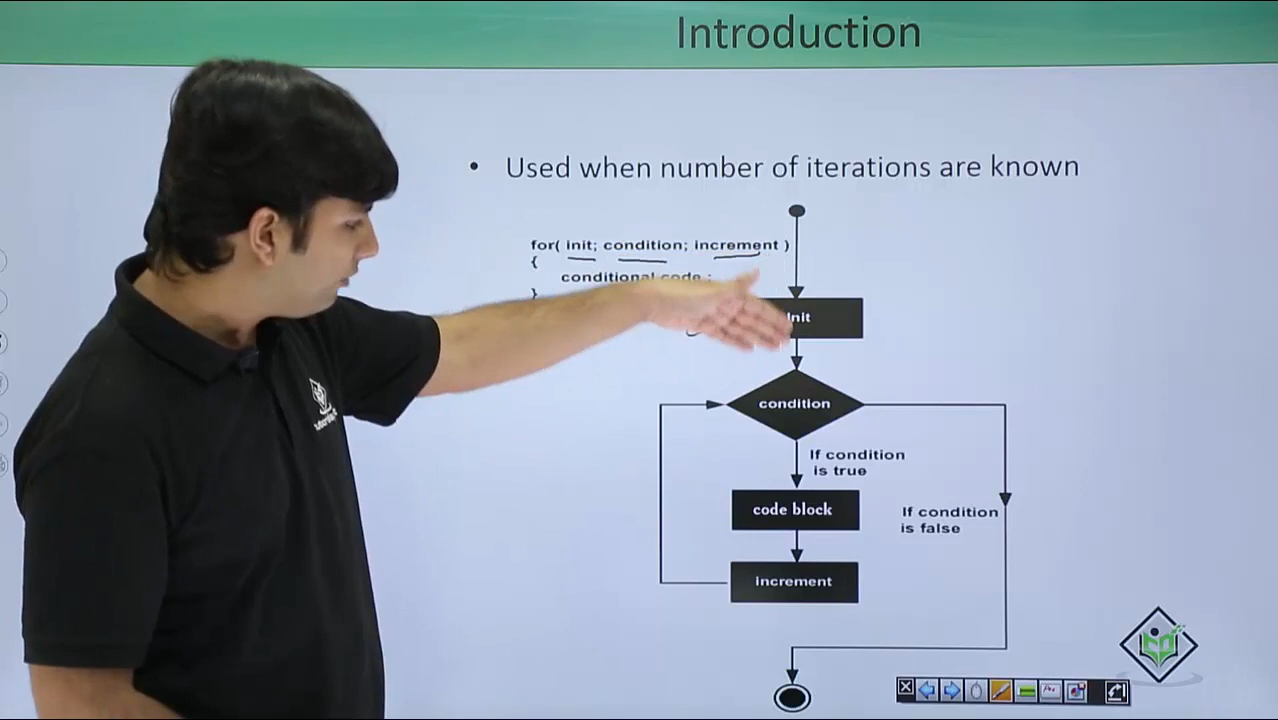 Introduction
• Used when number of iterations are known
for( init; condition; increment )
{
conditional code ;
}
init
condition
If condition
is true
code block
If condition
is false
increment